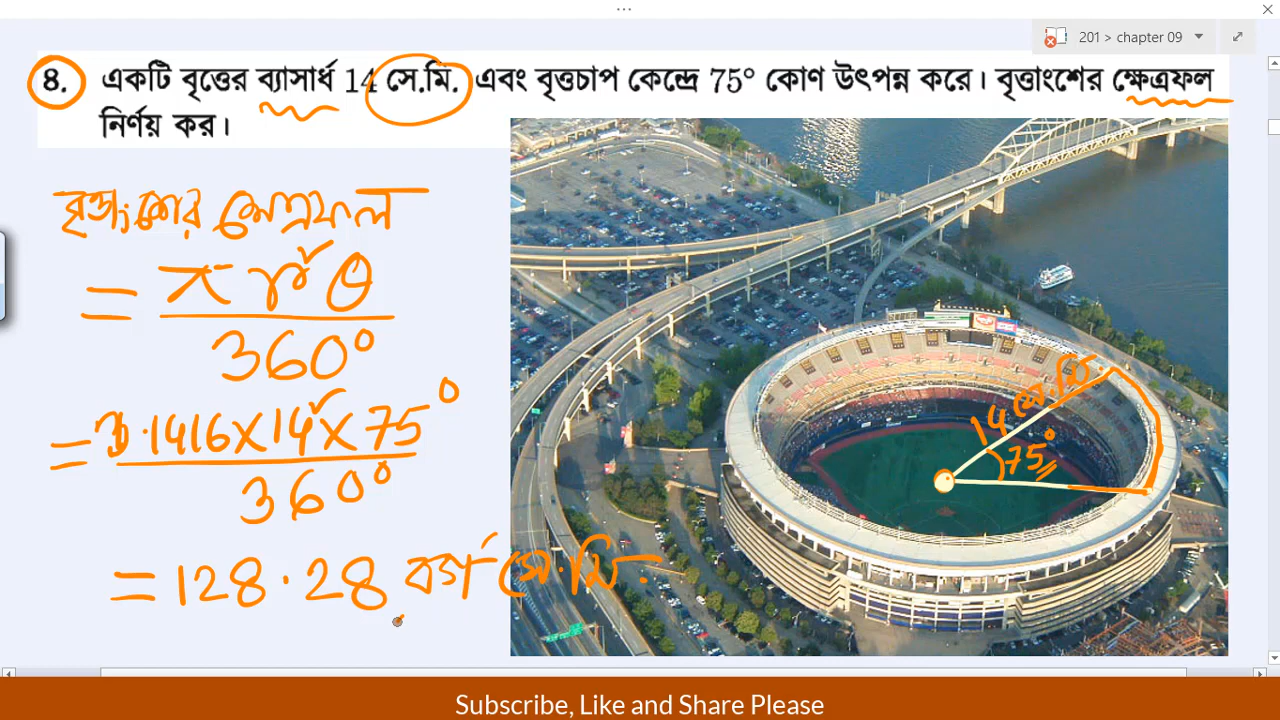 201 > chapter 09
৪. একটি বৃত্তের ব্যাসার্ধ 14 সে.মি. এবং বৃত্তচাপ কেন্দ্রে 75° কোণ উৎপন্ন করে। বৃত্তাংশের ক্ষেত্রফল
নির্ণয় কর।
বৃত্তাংশের ক্ষেত্রফল
= πr²θ
360°
= 3.1416×14²×75°
360°
= 128.28 বর্গ সে.মি.
14 সে.মি.
75°
Subscribe, Like and Share Please